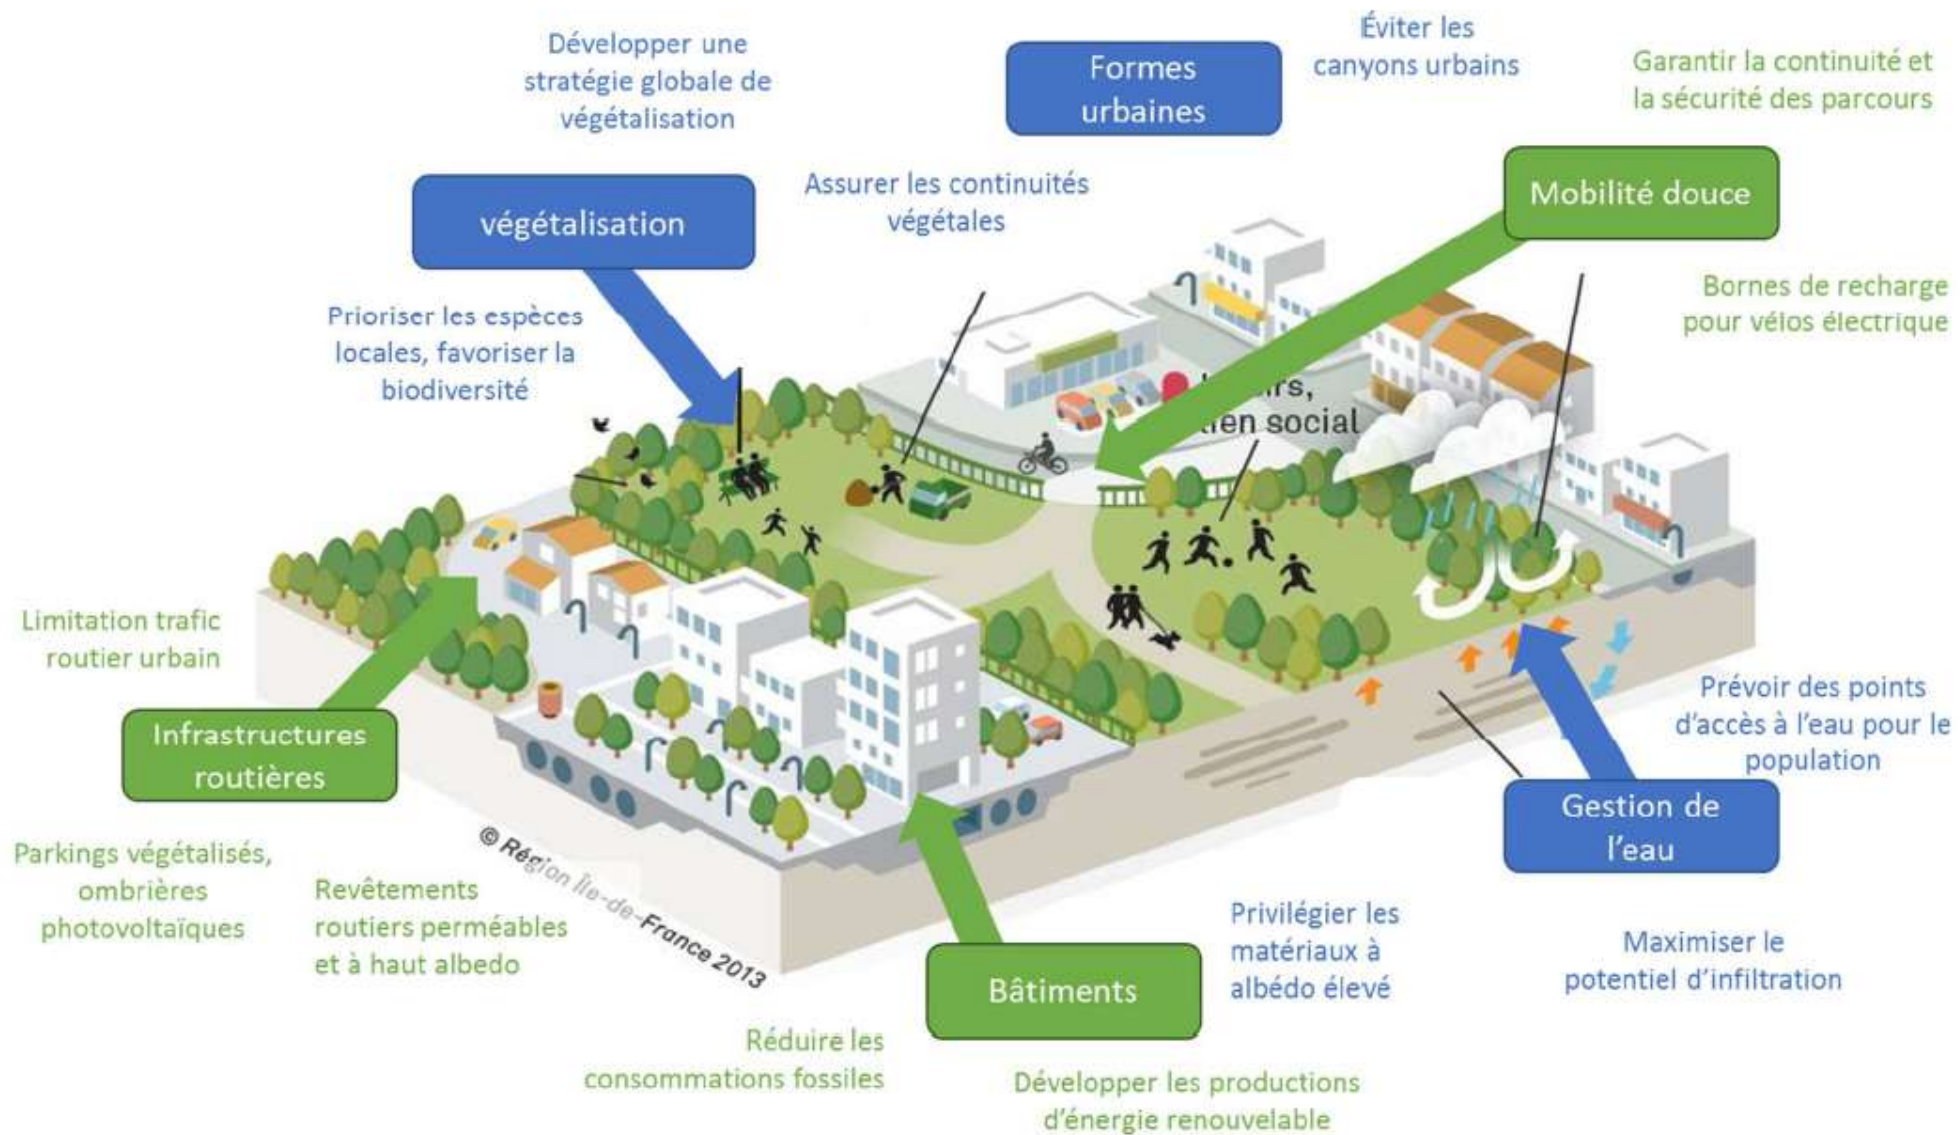 Développer une
stratégie globale de
végétalisation
Formes
urbaines
Éviter les
canyons urbains
Garantir la continuité et
la sécurité des parcours
végétalisation
Assurer les continuités
végétales
Mobilité douce
Prioriser les espèces
locales, favoriser la
biodiversité
Bornes de recharge
pour vélos électrique
social
Limitation trafic
routier urbain
Infrastructures
routières
Prévoir des points
d'accès à l'eau pour le
population
Gestion de
l'eau
Parkings végétalisés,
ombrières
photovoltaïques
Revêtements
routiers perméables
et à haut albedo
© Région Île-de-France 2013
Bâtiments
Privilégier les
matériaux à
albédo élevé
Maximiser le
potentiel d'infiltration
Réduire les
consommations fossiles
Développer les productions
d'énergie renouvelable